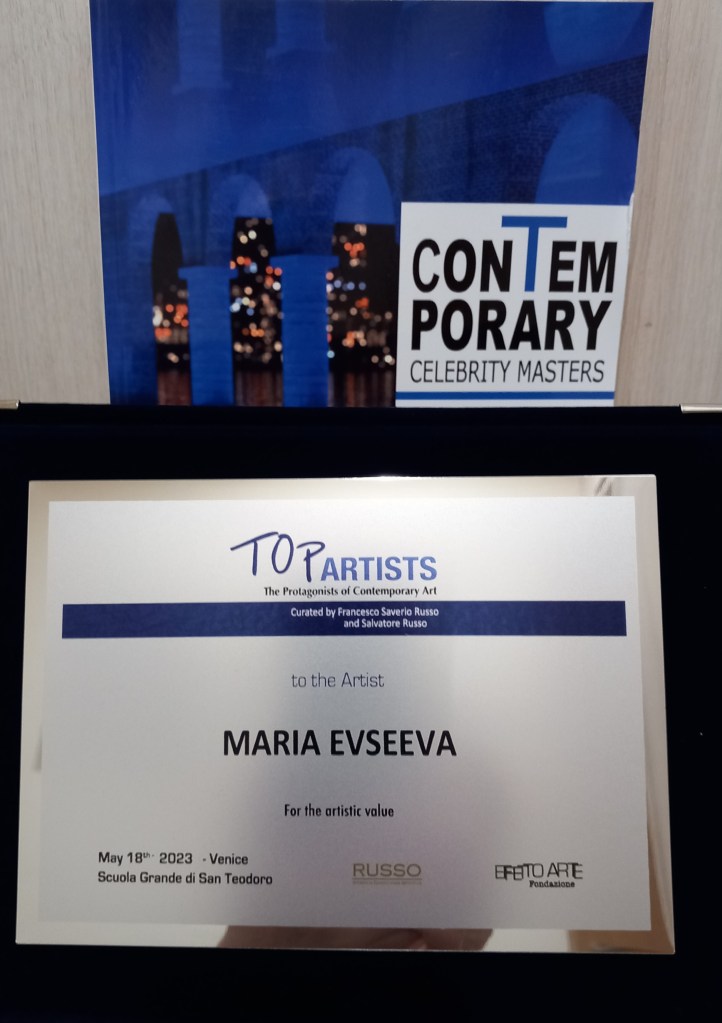 CONTEM
PORARY
CELEBRITY MASTERS
TOP ARTISTS
The Protagonists of Contemporary Art
Curated by Francesco Saverio Russo
and Salvatore Russo
to the Artist
MARIA EVSEEVA
For the artistic value
May 18th 2023 - Venice
Scuola Grande di San Teodoro
RUSSO
EFFETTO ARTE
Fondazione